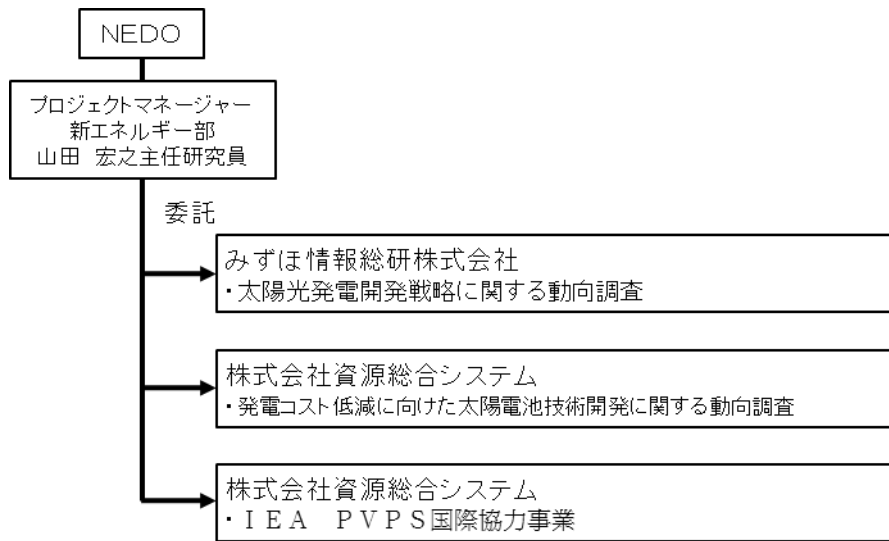 NEDO
プロジェクトマネージャー
新エネルギー部
山田　宏之主任研究員
委託
みずほ情報総研株式会社
・太陽光発電開発戦略に関する動向調査
株式会社資源総合システム
・発電コスト低減に向けた太陽電池技術開発に関する動向調査
株式会社資源総合システム
・ＩＥＡ　ＰＶＰＳ国際協力事業